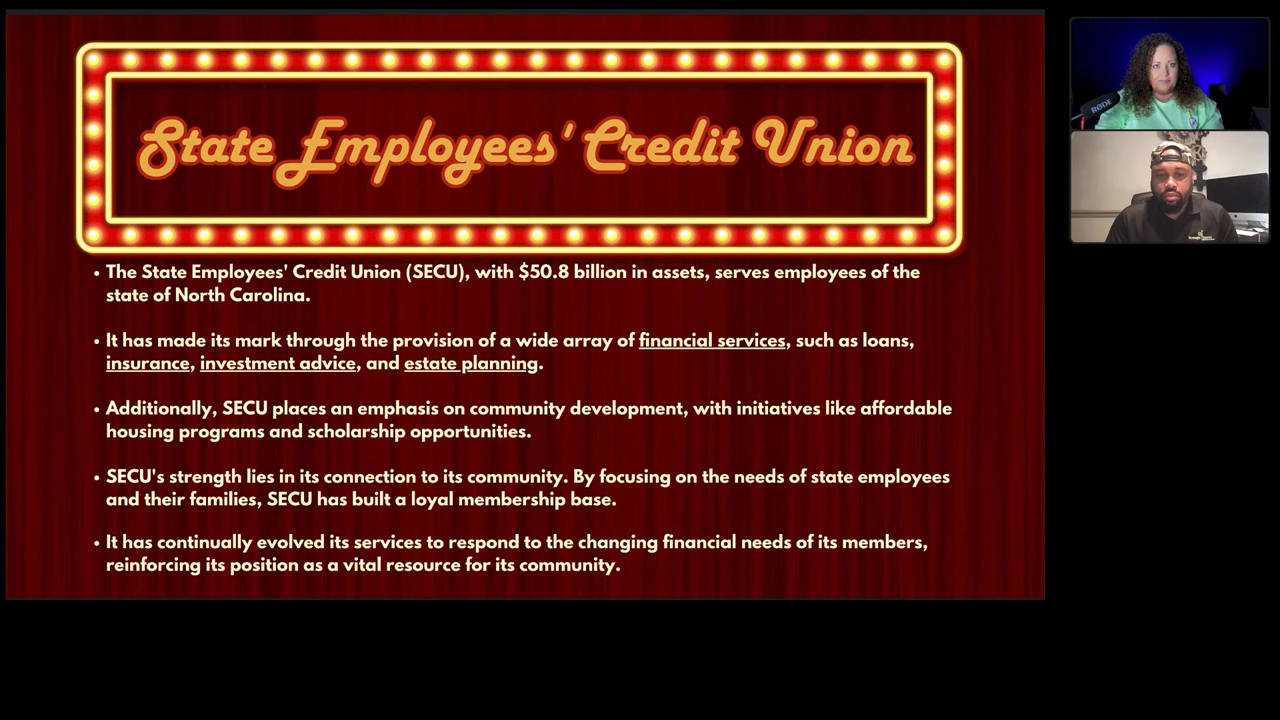 State Employees' Credit Union
• The State Employees' Credit Union (SECU), with $50.8 billion in assets, serves employees of the
state of North Carolina.
• It has made its mark through the provision of a wide array of financial services, such as loans,
insurance, investment advice, and estate planning.
• Additionally, SECU places an emphasis on community development, with initiatives like affordable
housing programs and scholarship opportunities.
• SECU's strength lies in its connection to its community. By focusing on the needs of state employees
and their families, SECU has built a loyal membership base.
• It has continually evolved its services to respond to the changing financial needs of its members,
reinforcing its position as a vital resource for its community.
RØDE